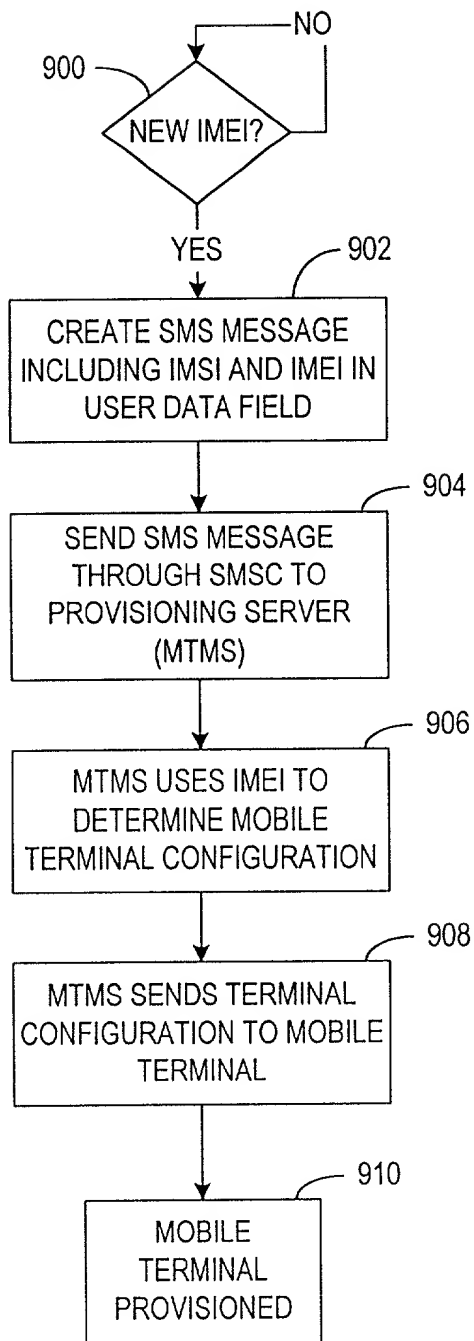 NO
900
NEW IMEI?
YES
902
CREATE SMS MESSAGE
INCLUDING IMSI AND IMEI IN
USER DATA FIELD
904
SEND SMS MESSAGE
THROUGH SMSC TO
PROVISIONING SERVER
(MTMS)
906
MTMS USES IMEI TO
DETERMINE MOBILE
TERMINAL CONFIGURATION
908
MTMS SENDS TERMINAL
CONFIGURATION TO MOBILE
TERMINAL
910
MOBILE
TERMINAL
PROVISIONED